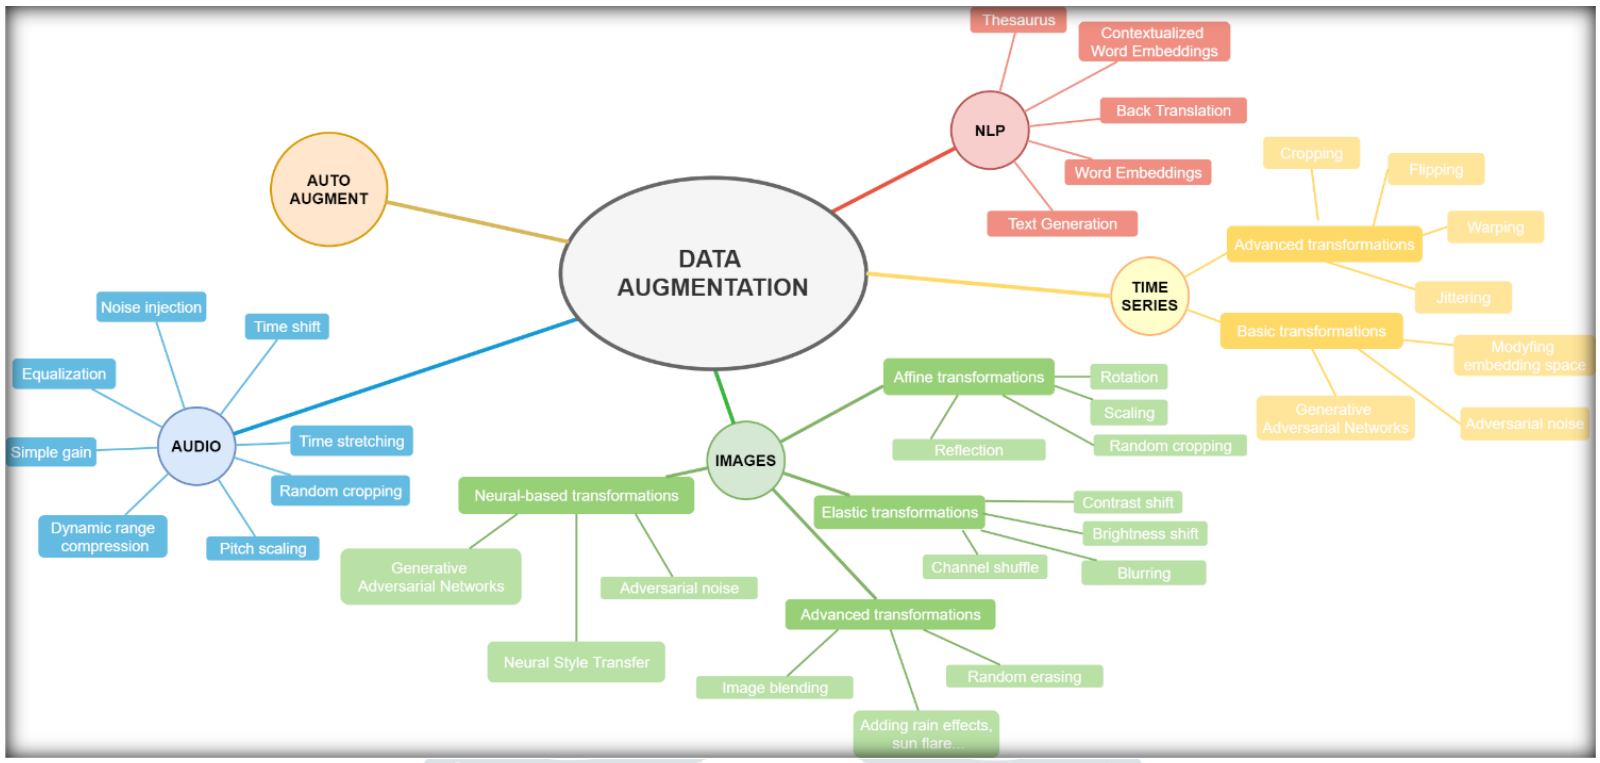 DATA
AUGMENTATION
AUTO
AUGMENT
NLP
Thesaurus
Contextualized
Word Embeddings
Back Translation
Word Embeddings
Text Generation
TIME
SERIES
Advanced transformations
Cropping
Flipping
Warping
Jittering
Basic transformations
Modyfing
embedding space
Generative
Adversarial Networks
Adversarial noise
AUDIO
Noise injection
Time shift
Equalization
Simple gain
Time stretching
Random cropping
Dynamic range
compression
Pitch scaling
IMAGES
Affine transformations
Rotation
Scaling
Random cropping
Reflection
Elastic transformations
Contrast shift
Brightness shift
Channel shuffle
Blurring
Neural-based transformations
Generative
Adversarial Networks
Adversarial noise
Neural Style Transfer
Advanced transformations
Image blending
Random erasing
Adding rain effects,
sun flare...